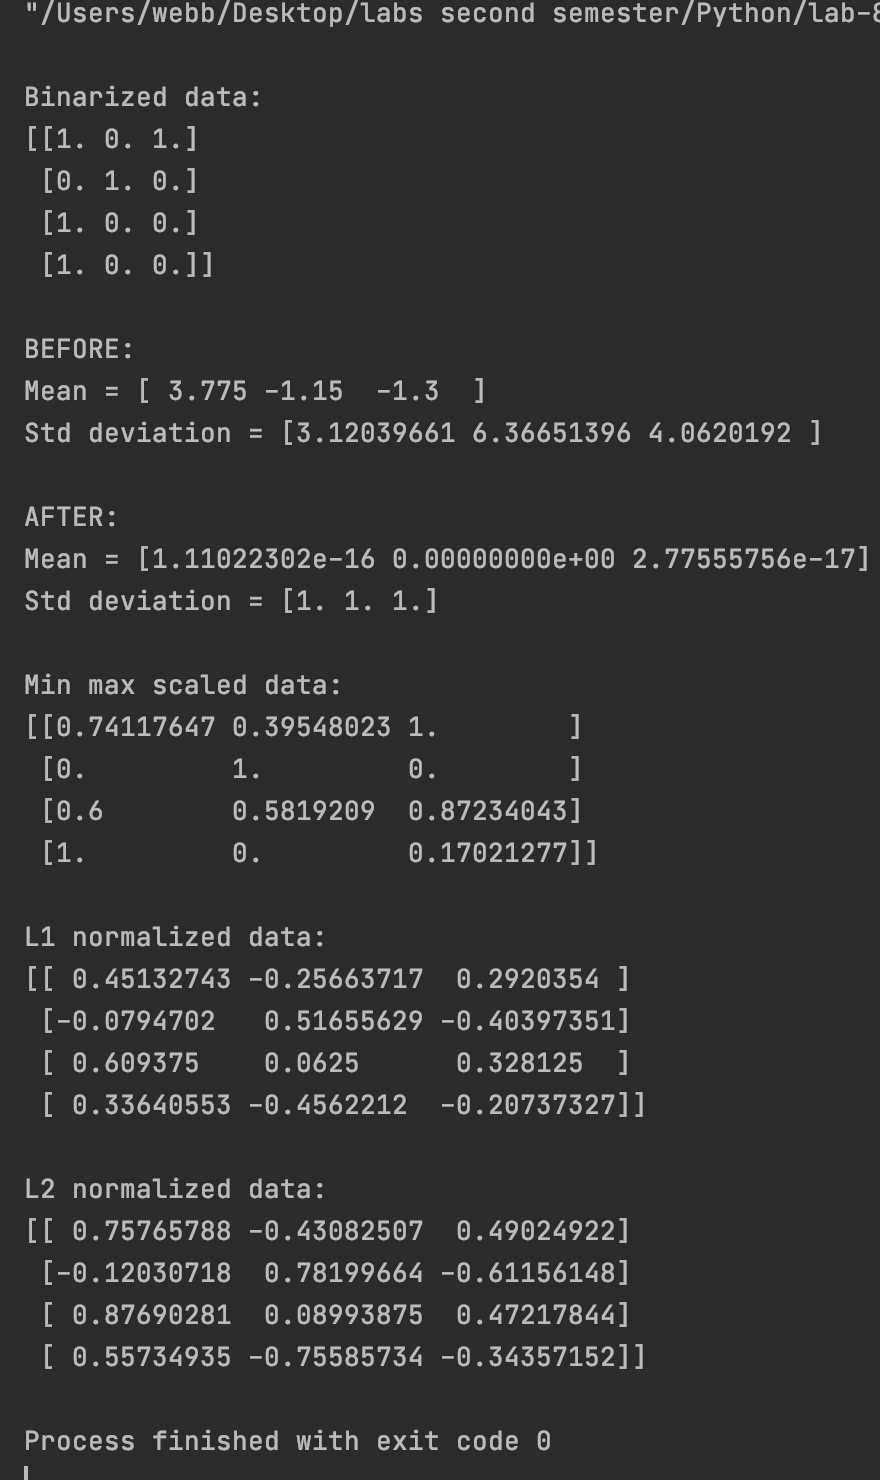 "/Users/webb/Desktop/labs second semester/Python/lab-8
Binarized data:
[[1. 0. 1.]
 [0. 1. 0.]
 [1. 0. 0.]
 [1. 0. 0.]]
BEFORE:
Mean = [ 3.775 -1.15  -1.3  ]
Std deviation = [3.12039661 6.36651396 4.0620192 ]
AFTER:
Mean = [1.11022302e-16 0.00000000e+00 2.77555756e-17]
Std deviation = [1. 1. 1.]
Min max scaled data:
[[0.74117647 0.39548023 1.        ]
 [0.         1.         0.        ]
 [0.6        0.5819209  0.87234043]
 [1.         0.         0.17021277]]
L1 normalized data:
[[ 0.45132743 -0.25663717  0.2920354 ]
 [-0.0794702   0.51655629 -0.40397351]
 [ 0.609375    0.0625      0.328125  ]
 [ 0.33640553 -0.4562212  -0.20737327]]
L2 normalized data:
[[ 0.75765788 -0.43082507  0.49024922]
 [-0.12030718  0.78199664 -0.61156148]
 [ 0.87690281  0.08993875  0.47217844]
 [ 0.55734935 -0.75585734 -0.34357152]]
Process finished with exit code 0